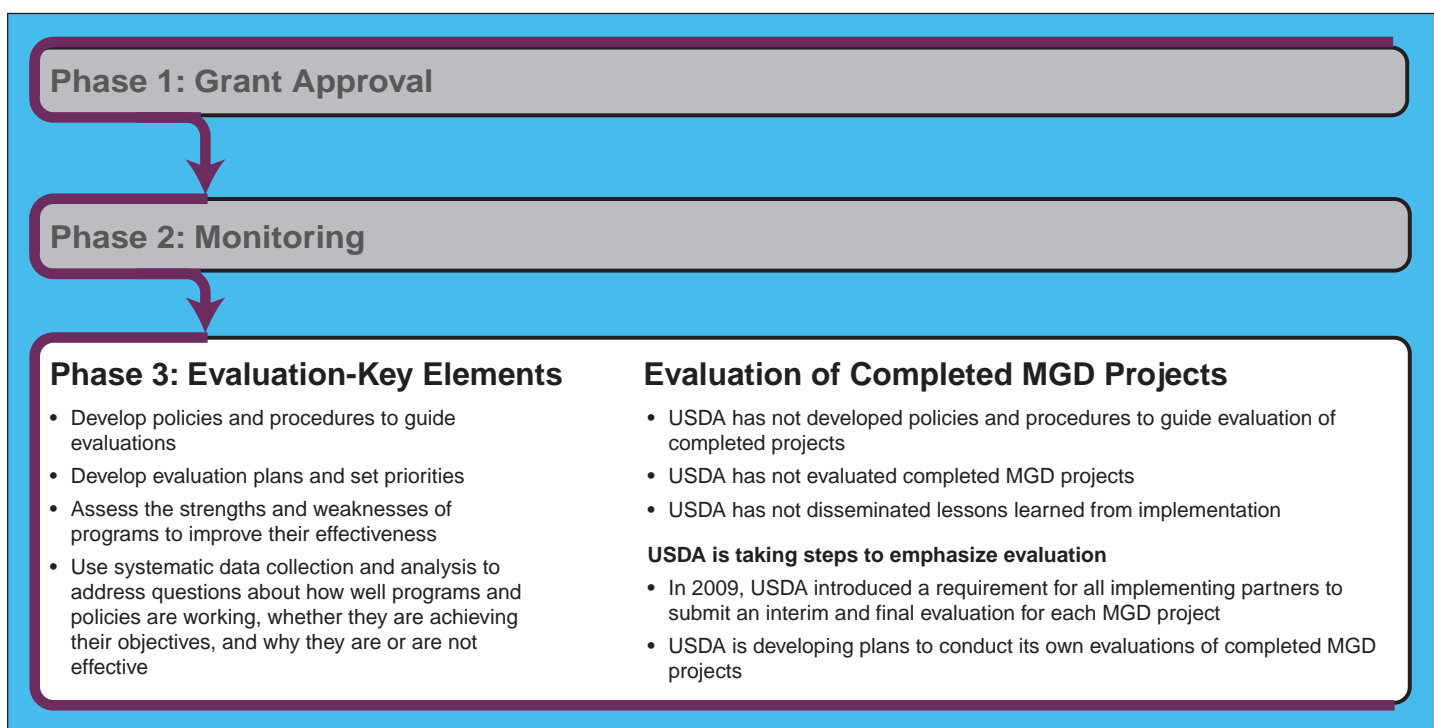 Phase 1: Grant Approval
Phase 2: Monitoring
Phase 3: Evaluation-Key Elements
• Develop policies and procedures to guide
evaluations
• Develop evaluation plans and set priorities
• Assess the strengths and weaknesses of
programs to improve their effectiveness
• Use systematic data collection and analysis to
address questions about how well programs and
policies are working, whether they are achieving
their objectives, and why they are or are not
effective
Evaluation of Completed MGD Projects
• USDA has not developed policies and procedures to guide evaluation of
completed projects
• USDA has not evaluated completed MGD projects
• USDA has not disseminated lessons learned from implementation
USDA is taking steps to emphasize evaluation
• In 2009, USDA introduced a requirement for all implementing partners to
submit an interim and final evaluation for each MGD project
• USDA is developing plans to conduct its own evaluations of completed MGD
projects